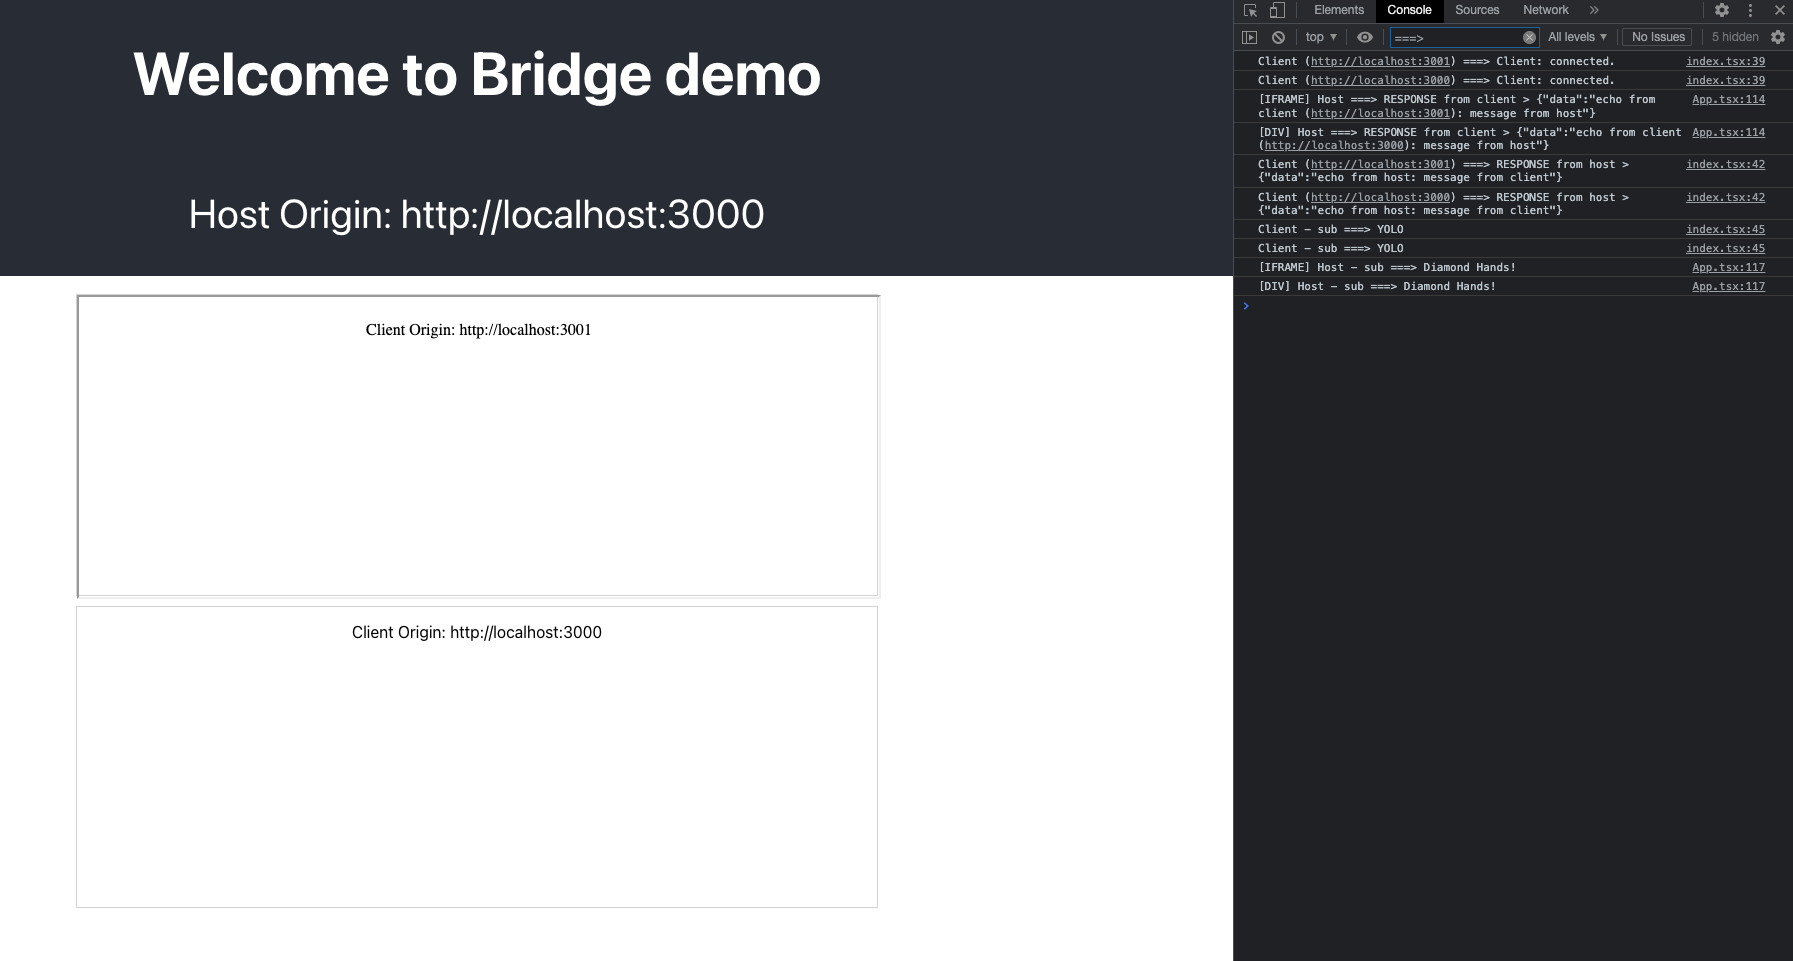 Welcome to Bridge demo
Host Origin: http://localhost:3000
Client Origin: http://localhost:3001
Client Origin: http://localhost:3000
Elements Console Sources Network »
top ▼ ===> All levels ▼ No Issues 5 hidden
Client (http://localhost:3001) ===> Client: connected. index.tsx:39
Client (http://localhost:3000) ===> Client: connected. index.tsx:39
[IFRAME] Host ===> RESPONSE from client > {"data":"echo from App.tsx:114
client (http://localhost:3001): message from host"}
[DIV] Host ===> RESPONSE from client > {"data":"echo from client App.tsx:114
(http://localhost:3000): message from host"}
Client (http://localhost:3001) ===> RESPONSE from host > index.tsx:42
{"data":"echo from host: message from client"}
Client (http://localhost:3000) ===> RESPONSE from host > index.tsx:42
{"data":"echo from host: message from client"}
Client – sub ===> YOLO index.tsx:45
Client – sub ===> YOLO index.tsx:45
[IFRAME] Host – sub ===> Diamond Hands! App.tsx:117
[DIV] Host – sub ===> Diamond Hands! App.tsx:117